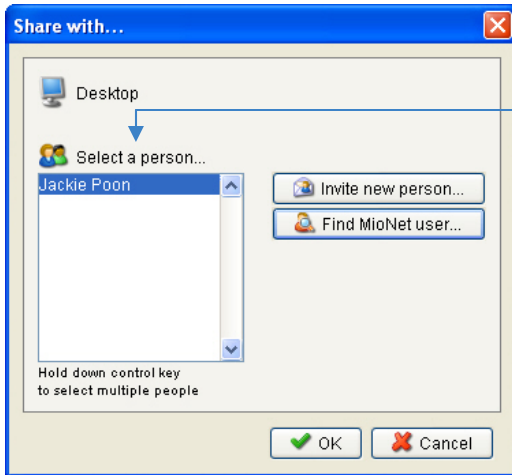 Share with...
Desktop
Select a person...
Jackie Poon
Invite new person...
Find MioNet user...
Hold down control key
to select multiple people
OK
Cancel